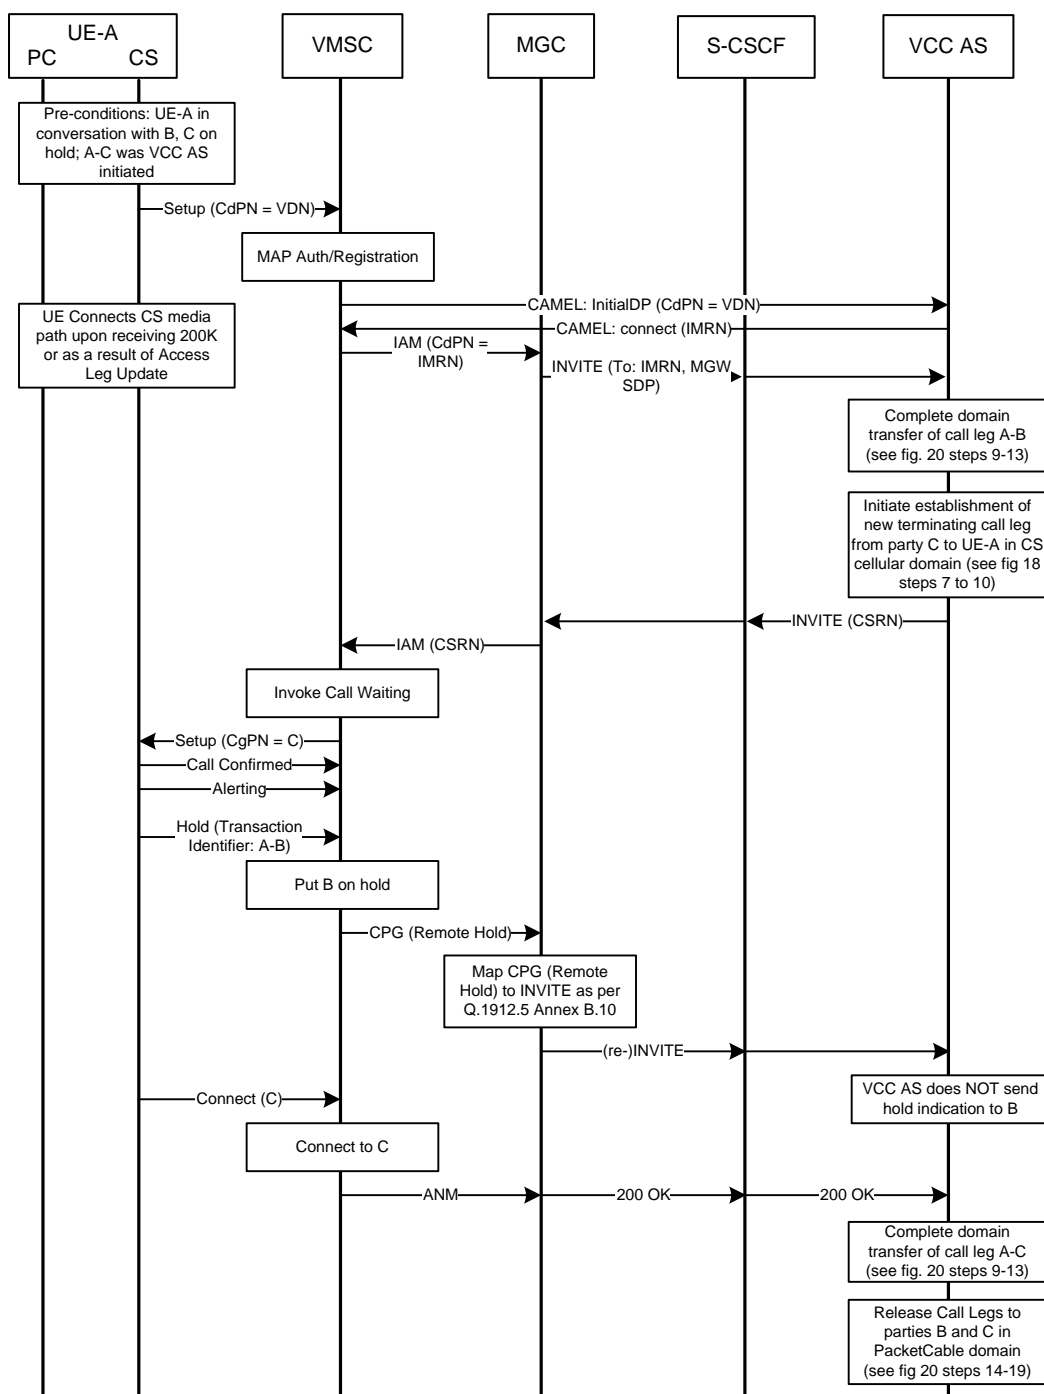 UE-A
PC CS
VMSC
MGC
S-CSCF
VCC AS
Pre-conditions: UE-A in
conversation with B, C on
hold; A-C was VCC AS
initiated
Setup (CdPN = VDN)
MAP Auth/Registration
CAMEL: InitialDP (CdPN = VDN)
UE Connects CS media
path upon receiving 200K
or as a result of Access
Leg Update
CAMEL: connect (IMRN)
IAM (CdPN =
IMRN)
INVITE (To: IMRN, MGW
SDP)
Complete domain
transfer of call leg A-B
(see fig. 20 steps 9-13)
Initiate establishment of
new terminating call leg
from party C to UE-A in CS
cellular domain (see fig 18
steps 7 to 10)
INVITE (CSRN)
IAM (CSRN)
Invoke Call Waiting
Setup (CgPN = C)
Call Confirmed
Alerting
Hold (Transaction
Identifier: A-B)
Put B on hold
CPG (Remote Hold)
Map CPG (Remote
Hold) to INVITE as per
Q.1912.5 Annex B.10
(re-)INVITE
VCC AS does NOT send
hold indication to B
Connect (C)
Connect to C
ANM
200 OK
200 OK
Complete domain
transfer of call leg A-C
(see fig. 20 steps 9-13)
Release Call Legs to
parties B and C in
PacketCable domain
(see fig 20 steps 14-19)